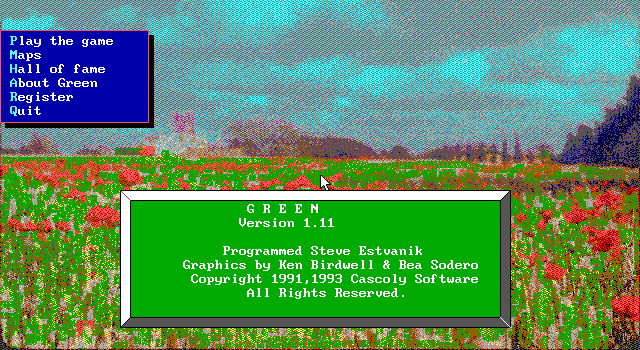 Play the game
Maps
Hall of fame
About Green
Register
Quit
G R E E N
Version 1.11
Programmed Steve Estvanik
Graphics by Ken Birdwell & Bea Sodero
Copyright 1991,1993 Cascoly Software
All Rights Reserved.